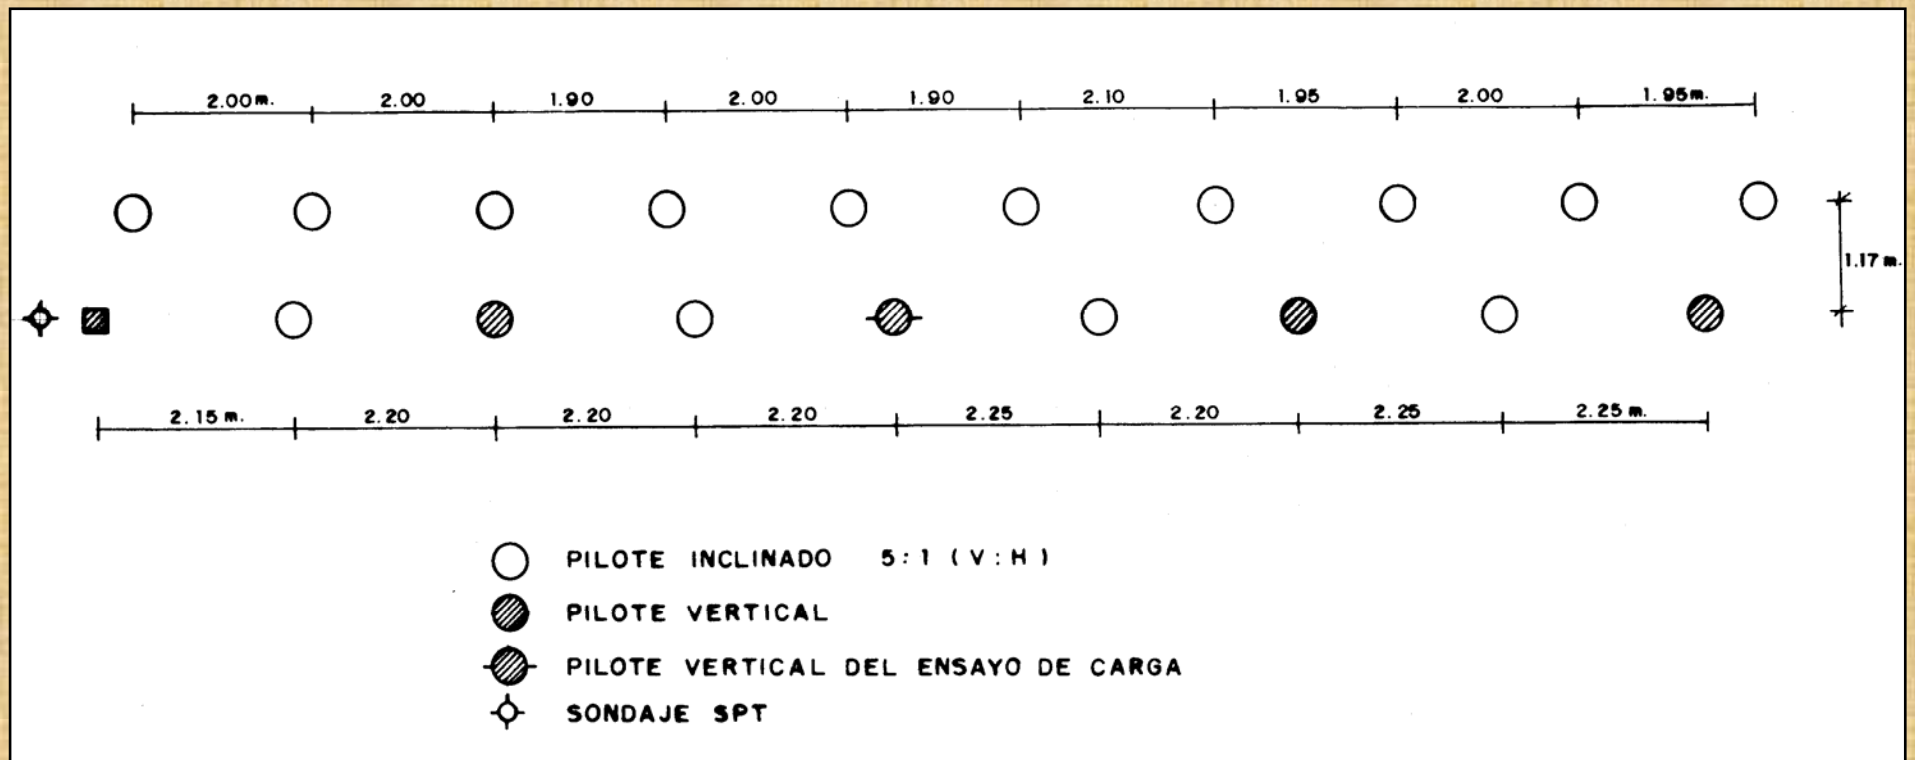 2.00 m. 2.00 1.90 2.00 1.90 2.10 1.95 2.00 1.95 m.
1.17 m.
2.15 m. 2.20 2.20 2.20 2.25 2.20 2.25 2.25 m.
PILOTE INCLINADO 5:1 (V:H)
PILOTE VERTICAL
PILOTE VERTICAL DEL ENSAYO DE CARGA
SONDAJE SPT